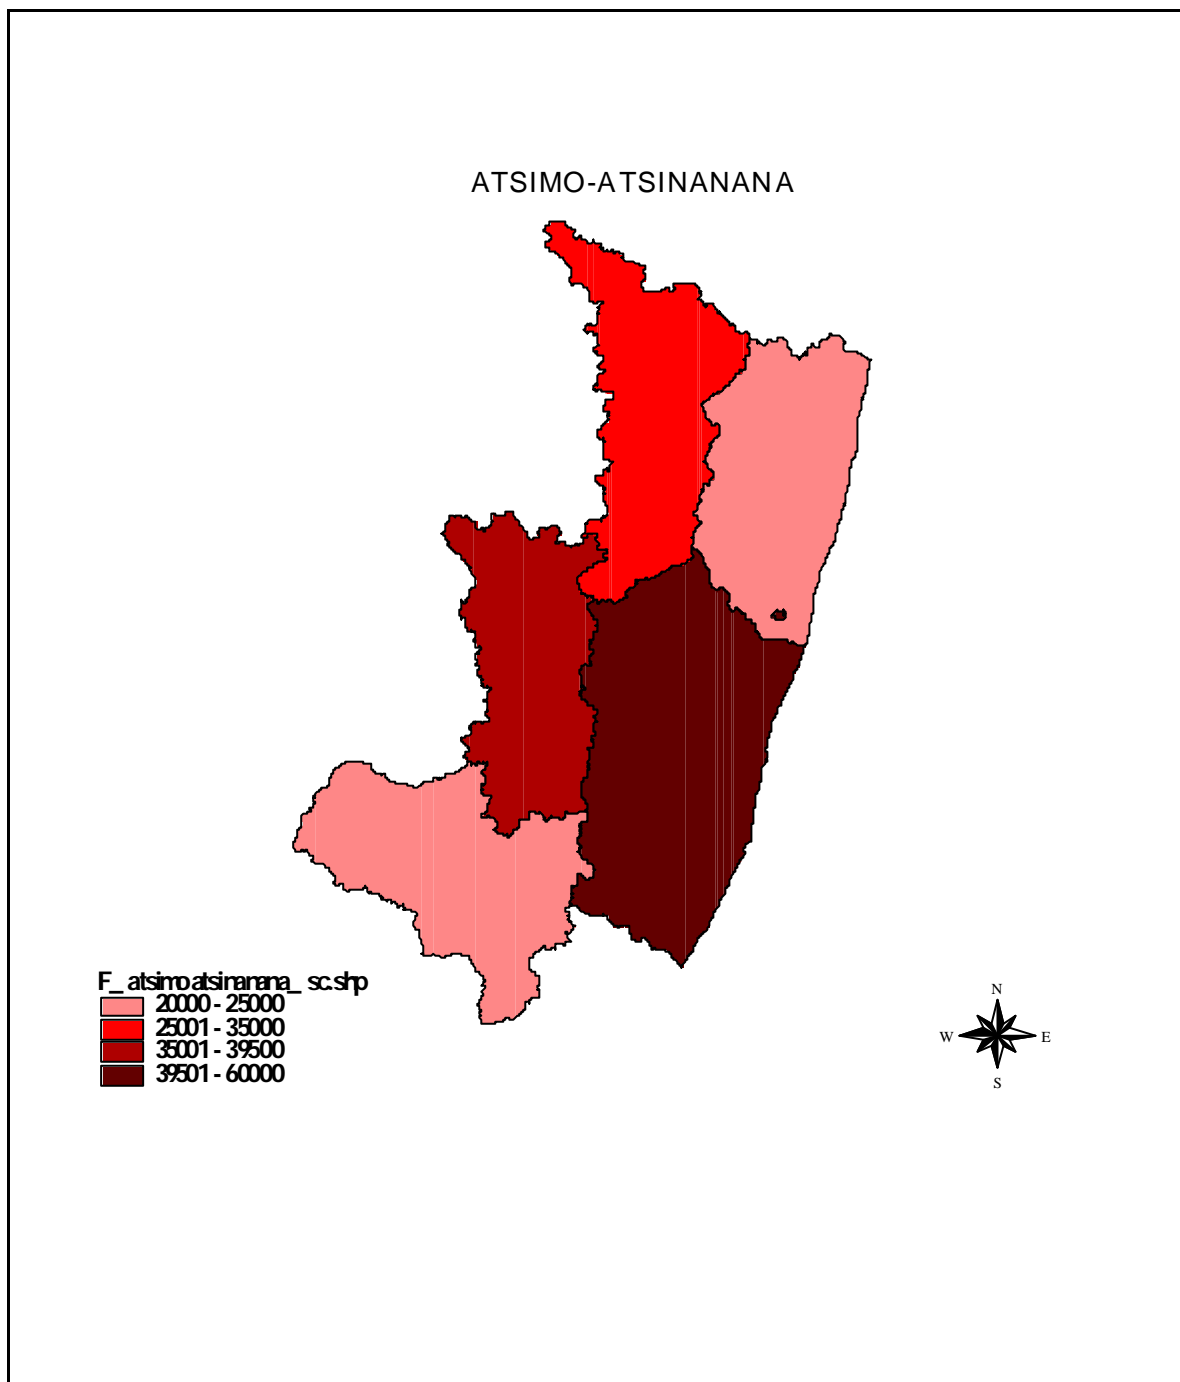 ATSIMO-ATSINANANA
F_atsimoatsinanana_sc.shp
20000 - 25000
25001 - 35000
35001 - 39500
39501 - 60000
N
W E
S